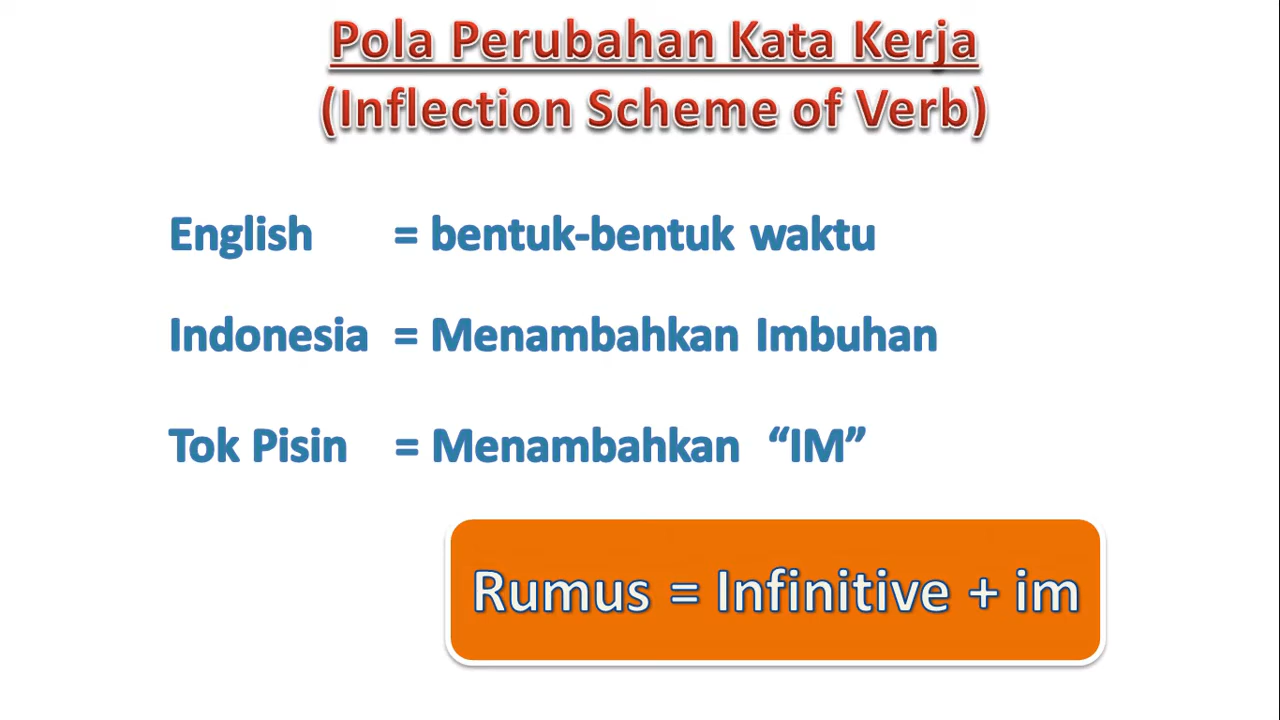 Pola Perubahan Kata Kerja
(Inflection Scheme of Verb)
English = bentuk-bentuk waktu
Indonesia = Menambahkan Imbuhan
Tok Pisin = Menambahkan “IM”
Rumus = Infinitive + im